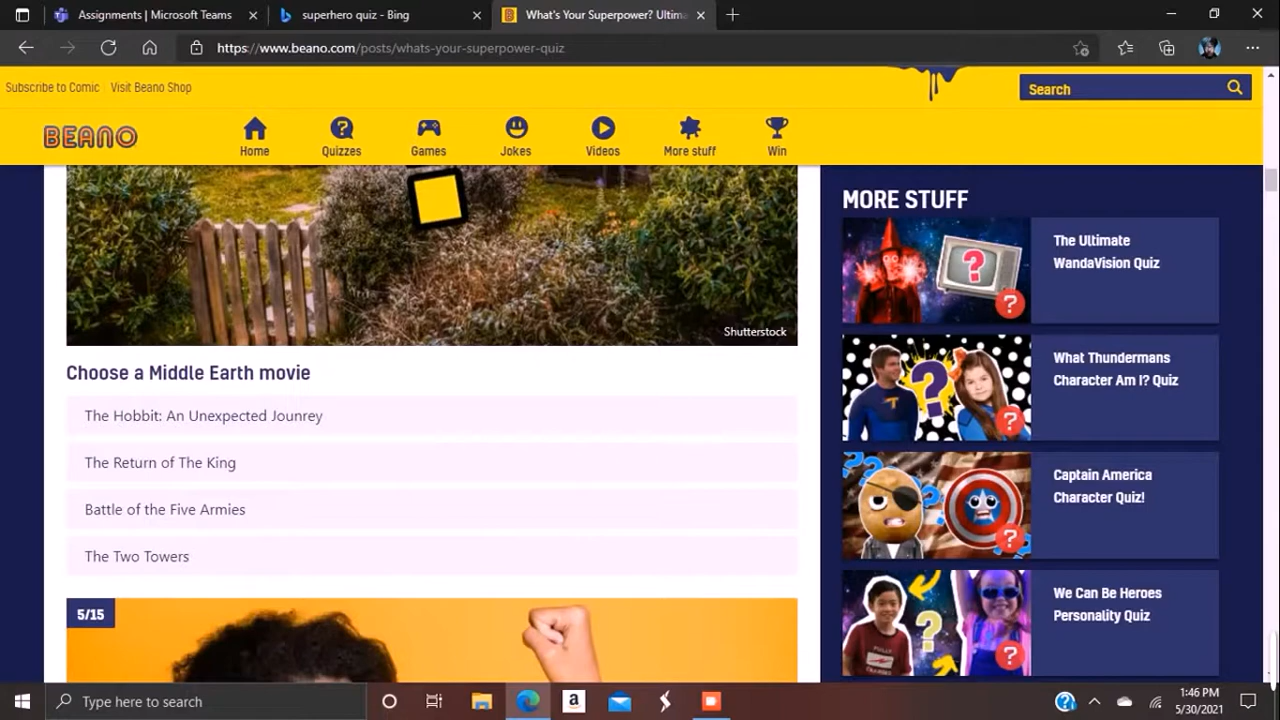 Assignments | Microsoft Teams
superhero quiz - Bing
What's Your Superpower? Ultima
https://www.beano.com/posts/whats-your-superpower-quiz
Subscribe to Comic Visit Beano Shop
Search
BEANO
Home
Quizzes
Games
Jokes
Videos
More stuff
Win
Shutterstock
Choose a Middle Earth movie
The Hobbit: An Unexpected Jounrey
The Return of The King
Battle of the Five Armies
The Two Towers
5/15
MORE STUFF
The Ultimate
WandaVision Quiz
What Thundermans
Character Am I? Quiz
Captain America
Character Quiz!
We Can Be Heroes
Personality Quiz
Type here to search
1:46 PM
5/30/2021